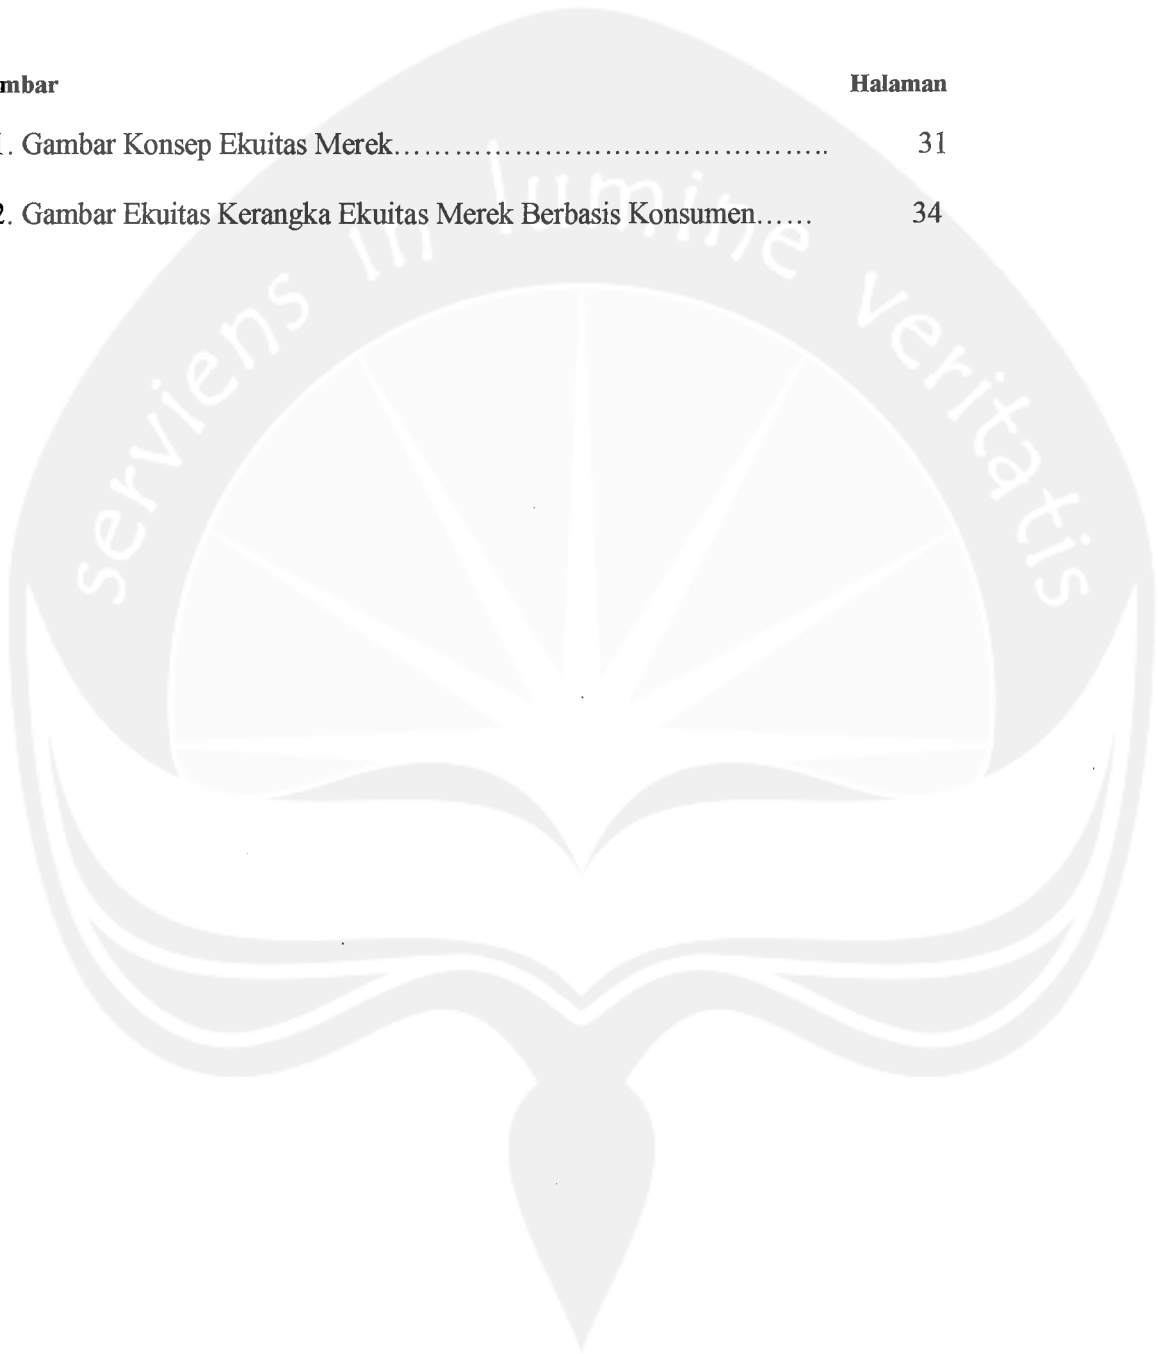 mbar Halaman
. Gambar Konsep Ekuitas Merek……………………………………….. 31
2. Gambar Ekuitas Kerangka Ekuitas Merek Berbasis Konsumen…… 34
serviens in lumine veritatis